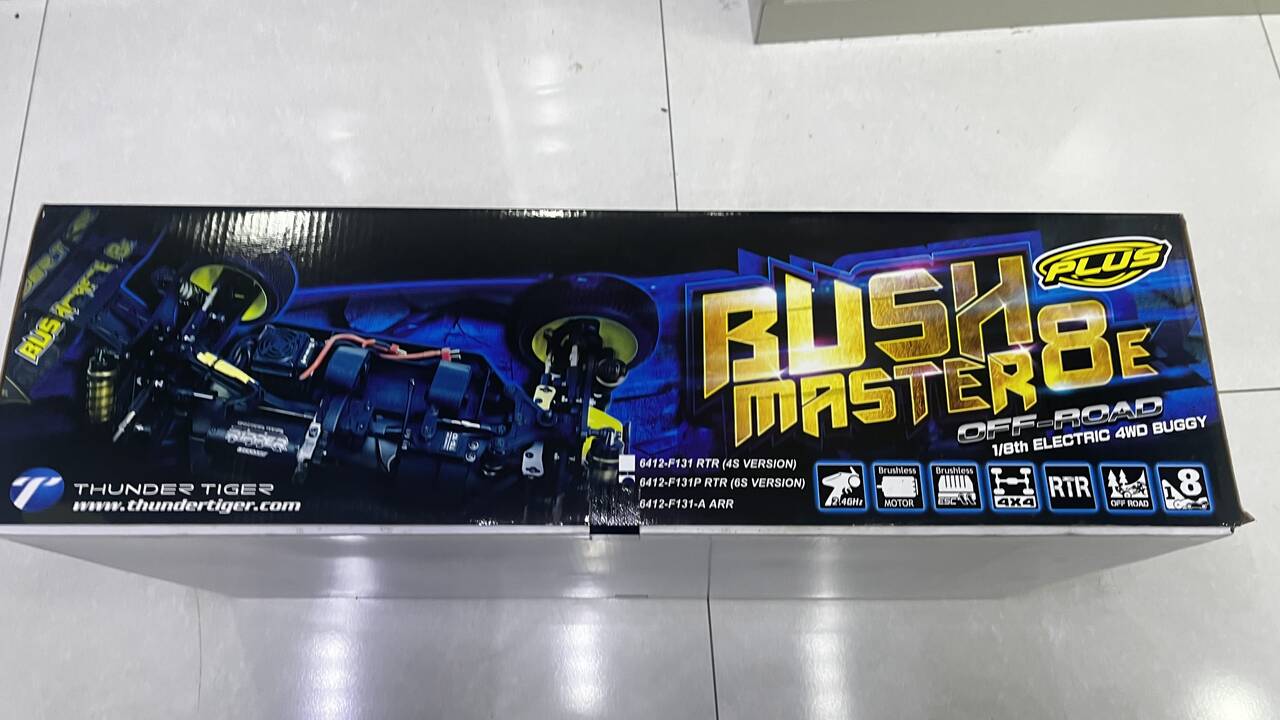 BUSH
MASTER 8E
PLUS
OFF-ROAD
1/8th ELECTRIC 4WD BUGGY
6412-F131 RTR (4S VERSION)
6412-F131P RTR (6S VERSION)
6412-F131-A ARR
THUNDER TIGER
www.thundertiger.com
2.4GHz
Brushless
MOTOR
Brushless
ESC
4X4
RTR
OFF ROAD
1 8